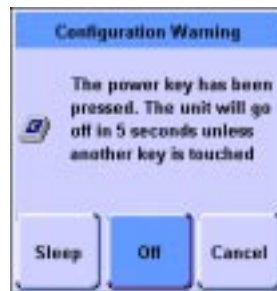 Configuration Warning
The power key has been
pressed. The unit will go
off in 5 seconds unless
another key is touched
Sleep Off Cancel